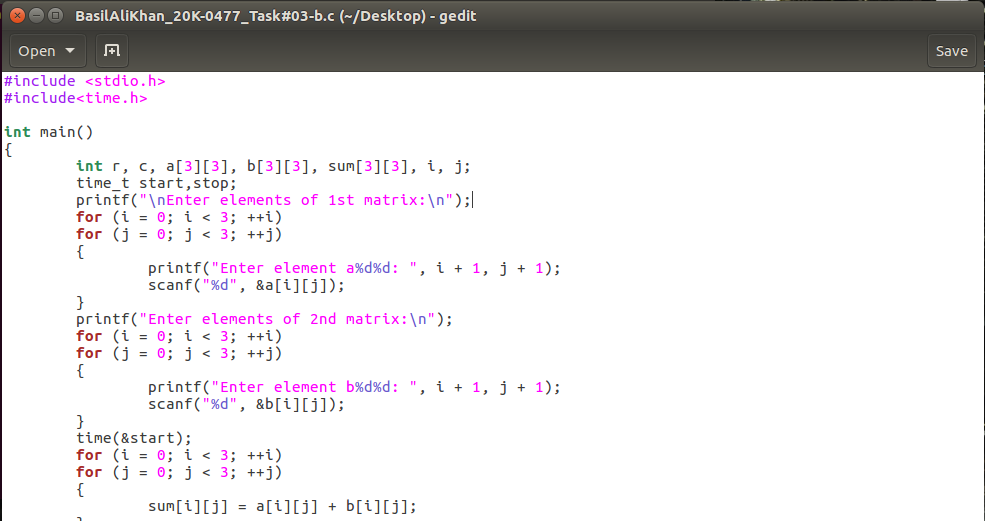 BasilAliKhan_20K-0477_Task#03-b.c (~/Desktop) - gedit
Open Save
#include <stdio.h>
#include<time.h>

int main()
{
        int r, c, a[3][3], b[3][3], sum[3][3], i, j;
        time_t start,stop;
        printf("\nEnter elements of 1st matrix:\n");
        for (i = 0; i < 3; ++i)
        for (j = 0; j < 3; ++j)
        {
                printf("Enter element a%d%d: ", i + 1, j + 1);
                scanf("%d", &a[i][j]);
        }
        printf("Enter elements of 2nd matrix:\n");
        for (i = 0; i < 3; ++i)
        for (j = 0; j < 3; ++j)
        {
                printf("Enter element b%d%d: ", i + 1, j + 1);
                scanf("%d", &b[i][j]);
        }
        time(&start);
        for (i = 0; i < 3; ++i)
        for (j = 0; j < 3; ++j)
        {
                sum[i][j] = a[i][j] + b[i][j];
        }